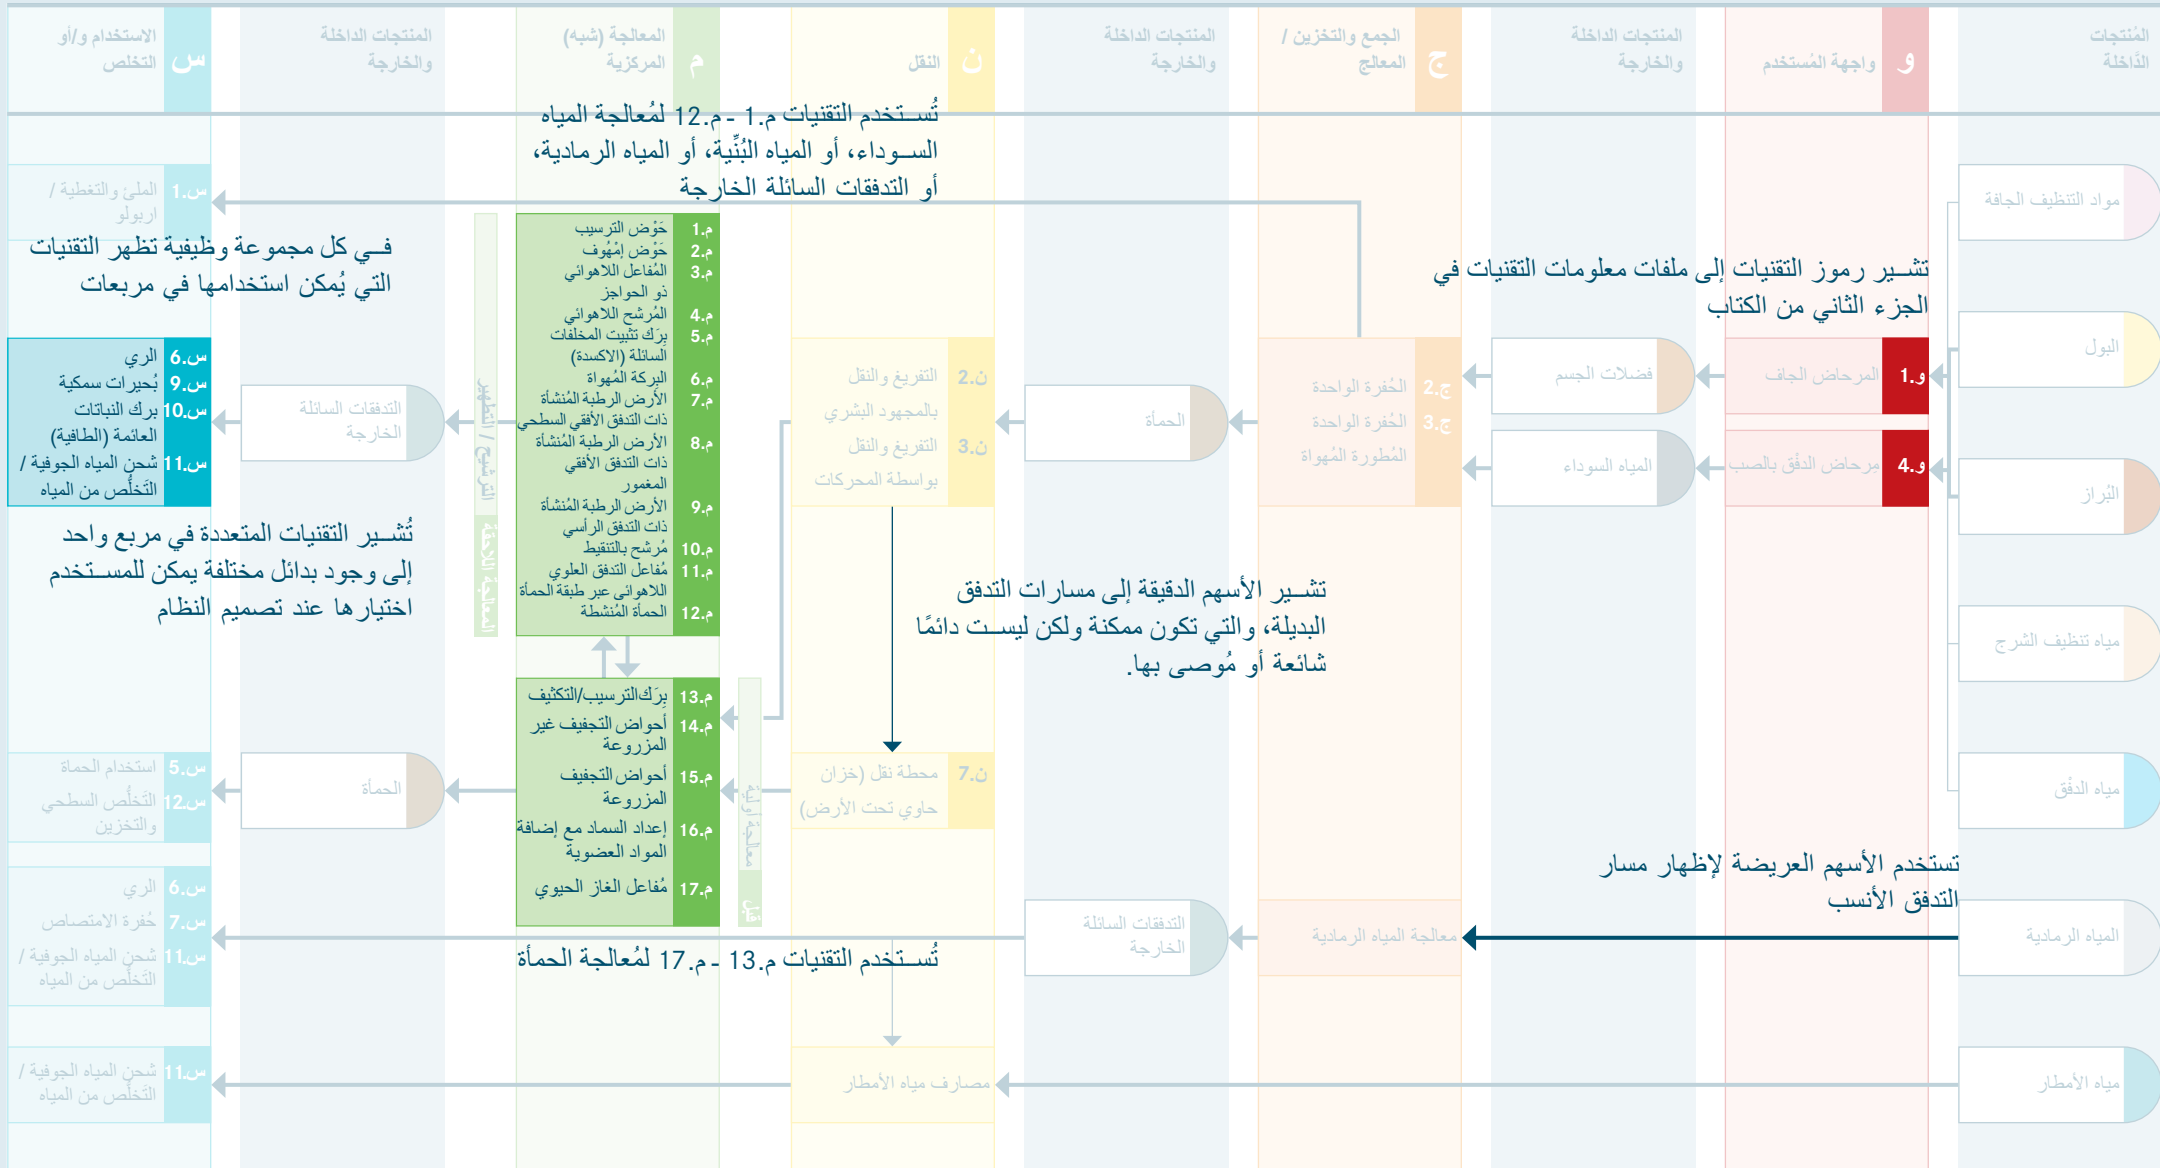 المُنتجات
الدَّاخلة
و
واجهة المُستخدم
المنتجات الداخلة
والخارجة
ج
الجمع والتخزين /
المعالج
المنتجات الداخلة
والخارجة
ن
النقل
م
المعالجة (شبه)
المركزية
المنتجات الداخلة
والخارجة
س
الاستخدام و/أو
التخلص
تُستخدم التقنيات م.1 - م.12 لمُعالجة المياه
السوداء، أو المياه البُنِّية، أو المياه الرمادية،
أو التدفقات السائلة الخارجة
مواد التنظيف الجافة
البول
البُراز
مياه تنظيف الشرج
مياه الدفْق
المياه الرمادية
مياه الأمطار
تشير رموز التقنيات إلى ملفات معلومات التقنيات في
الجزء الثاني من الكتاب
و.1 المرحاض الجاف
و.4 مِرحاض الدفْق بالصب
فضلات الجسم
المياه السوداء
ج.2 الحُفرة الواحدة
ج.3 الحُفرة الواحدة
المُطورة المُهواة
الحمأة
ن.2 التفريغ والنقل
بالمجهود البشري
ن.3 التفريغ والنقل
بواسطة المحركات
تشير الأسهم الدقيقة إلى مسارات التدفق
البديلة، والتي تكون ممكنة ولكن ليست دائمًا
شائعة أو مُوصى بها.
ن.7 محطة نقل (خزان
حاوي تحت الأرض)
تستخدم الأسهم العريضة لإظهار مسار
التدفق الأنسب
معالجة المياه الرمادية
التدفقات السائلة
الخارجة
مصارف مياه الأمطار
م.1 حَوْض الترسيب
م.2 حَوْض إمْهُوف
م.3 المُفاعل اللاهوائي
ذو الحواجز
م.4 المُرشح اللاهوائي
م.5 بِرَك تثبيت المخلفات
السائلة (الاكسدة)
م.6 البركة المُهواة
م.7 الأرض الرطبة المُنشأة
ذات التدفق الأفقي السطحي
م.8 الأرض الرطبة المُنشأة
ذات التدفق الأفقي
المغمور
م.9 الأرض الرطبة المُنشأة
ذات التدفق الرأسي
م.10 مُرشح بالتنقيط
م.11 مُفاعل التدفق العلوي
اللاهوائي عبر طبقة الحمأة
م.12 الحمأة المُنشطة
م.13 بِرَك الترسيب/التكثيف
م.14 أحواض التجفيف غير
المزروعة
م.15 أحواض التجفيف
المزروعة
م.16 إعداد السماد مع إضافة
المواد العضوية
م.17 مُفاعل الغاز الحيوي
قبل
معالجة أولية
المعالجة اللاحقة
الترشيح / التطهير
تُستخدم التقنيات م.13 - م.17 لمُعالجة الحمأة
التدفقات السائلة
الخارجة
الحمأة
س.1 الملئ والتغطية /
اربولو
في كل مجموعة وظيفية تظهر التقنيات
التي يُمكن استخدامها في مربعات
س.6 الري
س.9 بُحيرات سمكية
س.10 برك النباتات
العائمة (الطافية)
س.11 شحن المياه الجوفية /
التَخلُّص من المياه
تُشير التقنيات المتعددة في مربع واحد
إلى وجود بدائل مختلفة يمكن للمستخدم
اختيارها عند تصميم النظام
س.5 استخدام الحمأة
س.12 التَخلُّص السطحي
والتخزين
س.6 الري
س.7 حُفرة الامتصاص
س.11 شحن المياه الجوفية /
التَخلُّص من المياه
س.11 شحن المياه الجوفية /
التَخلُّص من المياه